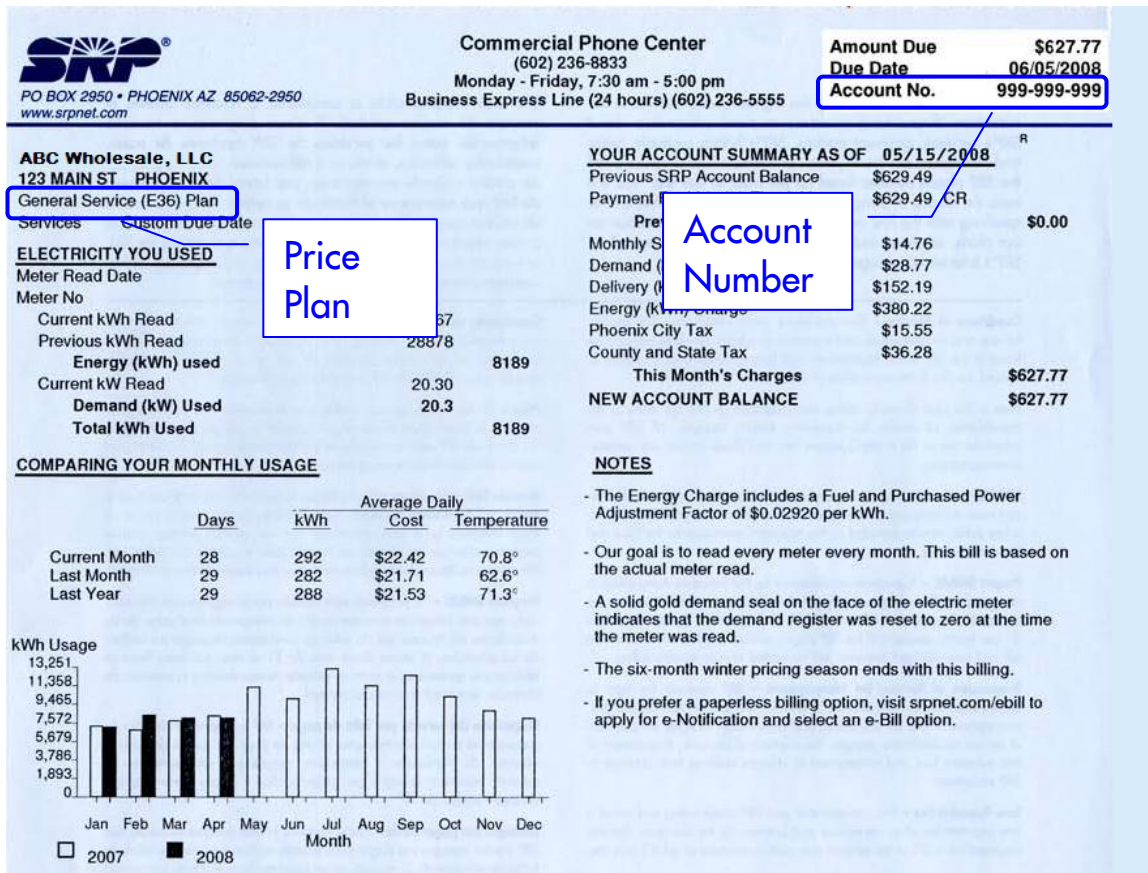 SRP®
PO BOX 2950 • PHOENIX AZ 85062-2950
www.srpnet.com
Commercial Phone Center
(602) 236-8833
Monday - Friday, 7:30 am - 5:00 pm
Business Express Line (24 hours) (602) 236-5555
Amount Due $627.77
Due Date 06/05/2008
Account No. 999-999-999
ABC Wholesale, LLC
123 MAIN ST PHOENIX
General Service (E36) Plan
Services Custom Due Date
Price
Plan
ELECTRICITY YOU USED
Meter Read Date
Meter No
Current kWh Read 67
Previous kWh Read 28878
Energy (kWh) used 8189
Current kW Read 20.30
Demand (kW) Used 20.3
Total kWh Used 8189
COMPARING YOUR MONTHLY USAGE
Average Daily
Days kWh Cost Temperature
Current Month 28 292 $22.42 70.8°
Last Month 29 282 $21.71 62.6°
Last Year 29 288 $21.53 71.3°
kWh Usage
13,251
11,358
9,465
7,572
5,679
3,786
1,893
0
Jan Feb Mar Apr May Jun Jul Aug Sep Oct Nov Dec
Month
2007 2008
R
YOUR ACCOUNT SUMMARY AS OF 05/15/2008
Previous SRP Account Balance $629.49
Payment $629.49 CR
$0.00
Account
Number
Monthly $14.76
Demand $28.77
Delivery $152.19
Energy (kWh) Charge $380.22
Phoenix City Tax $15.55
County and State Tax $36.28
This Month's Charges $627.77
NEW ACCOUNT BALANCE $627.77
NOTES
- The Energy Charge includes a Fuel and Purchased Power
Adjustment Factor of $0.02920 per kWh.
- Our goal is to read every meter every month. This bill is based on
the actual meter read.
- A solid gold demand seal on the face of the electric meter
indicates that the demand register was reset to zero at the time
the meter was read.
- The six-month winter pricing season ends with this billing.
- If you prefer a paperless billing option, visit srpnet.com/ebill to
apply for e-Notification and select an e-Bill option.